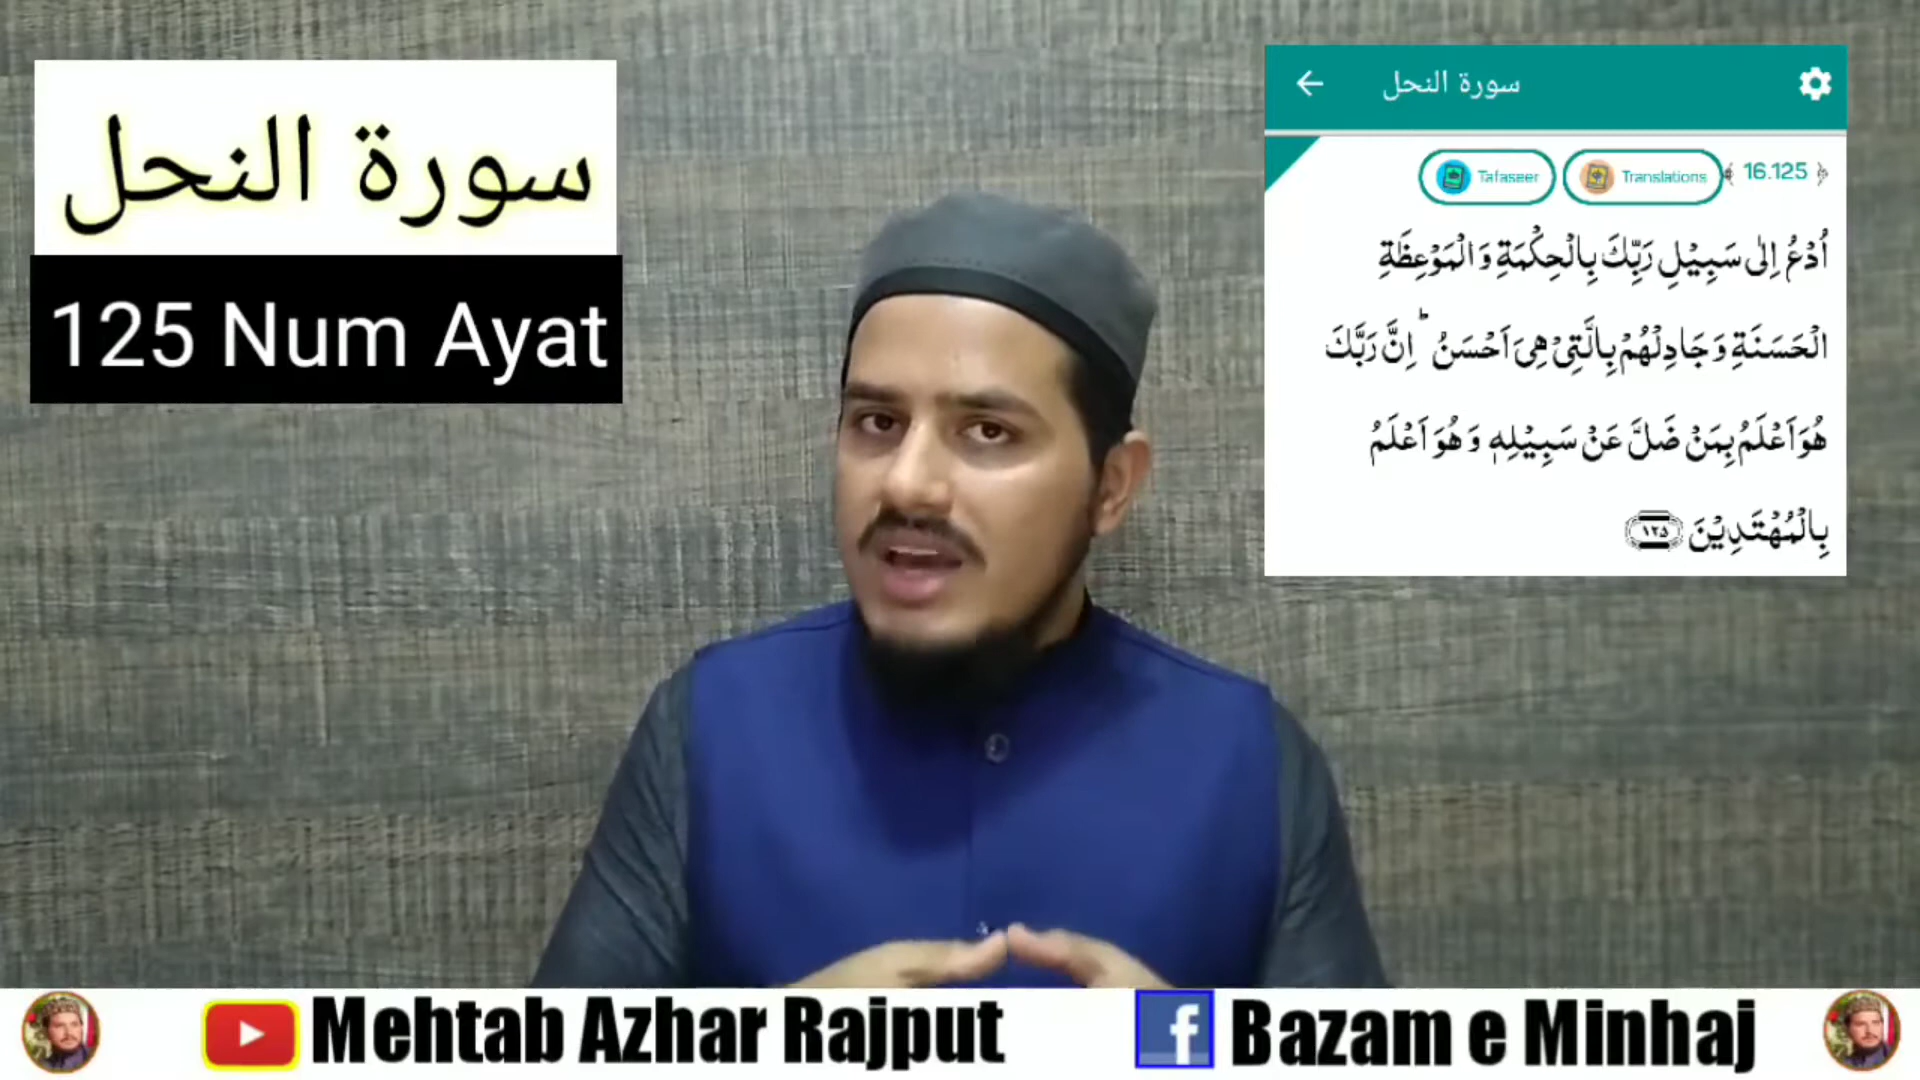 سورة النحل
125 Num Ayat
سورة النحل
Tafaseer Translations 16.125
اُدْعُ اِلٰى سَبِيْلِ رَبِّكَ بِالْحِكْمَةِ وَ الْمَوْعِظَةِ
الْحَسَنَةِ وَ جَادِلْهُمْ بِالَّتِیْ هِیَ اَحْسَنُ ؕ اِنَّ رَبَّكَ
هُوَ اَعْلَمُ بِمَنْ ضَلَّ عَنْ سَبِيْلِهٖ وَ هُوَ اَعْلَمُ
بِالْمُهْتَدِيْنَ ۱۲۵
Mehtab Azhar Rajput
f Bazam e Minhaj